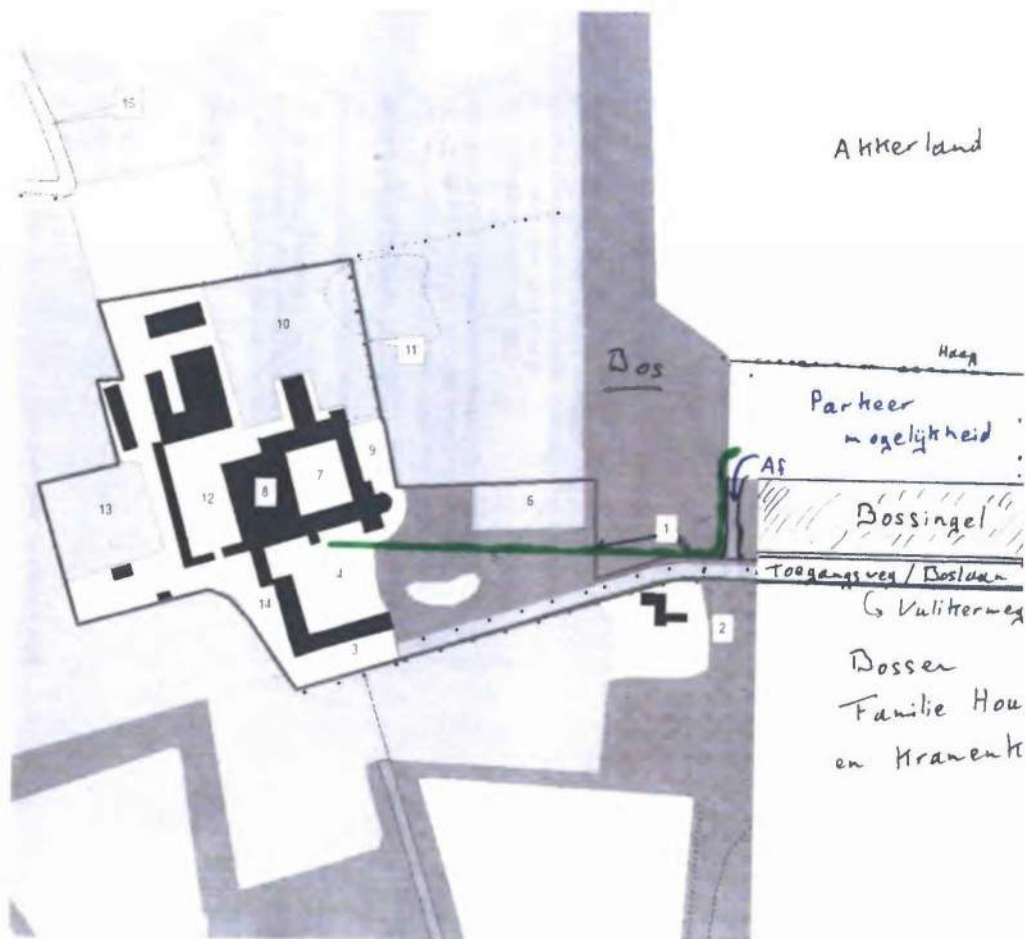 15
Akkerland
10
11
Bos
Haag
Parkeer
mogelijkheid
9
7
8
12
13
6
Af
1
Bossingel
4
14
Toegangsweg / Boslaan
↳ Vulikerweg
2
3
Bossen
Familie Hou
en Kranenk